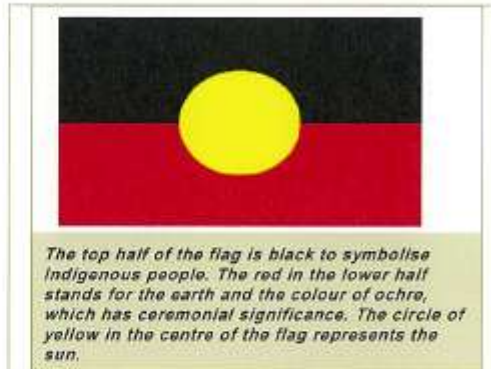 The top half of the flag is black to symbolise
Indigenous people. The red in the lower half
stands for the earth and the colour of ochre,
which has ceremonial significance. The circle of
yellow in the centre of the flag represents the
sun.